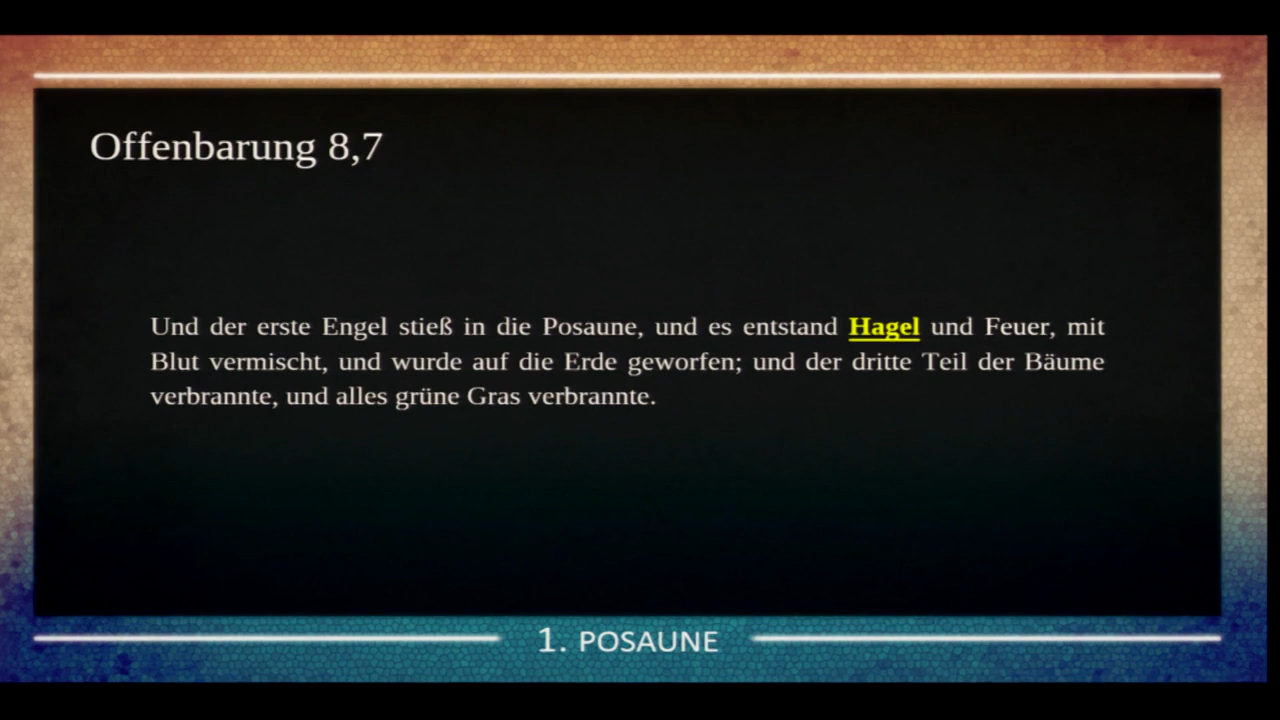 Offenbarung 8,7
Und der erste Engel stieß in die Posaune, und es entstand Hagel und Feuer, mit
Blut vermischt, und wurde auf die Erde geworfen; und der dritte Teil der Bäume
verbrannte, und alles grüne Gras verbrannte.
1. POSAUNE